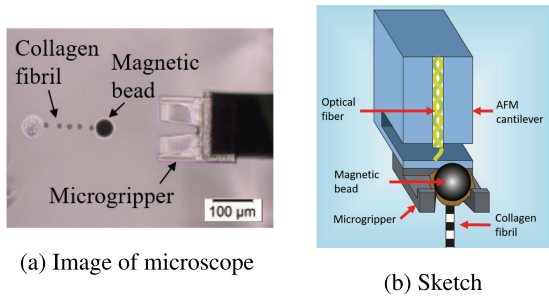 Collagen
fibril
Magnetic
bead
Microgripper
100 μm
(a) Image of microscope
Optical
fiber
AFM
cantilever
Magnetic
bead
Microgripper
Collagen
fibril
(b) Sketch